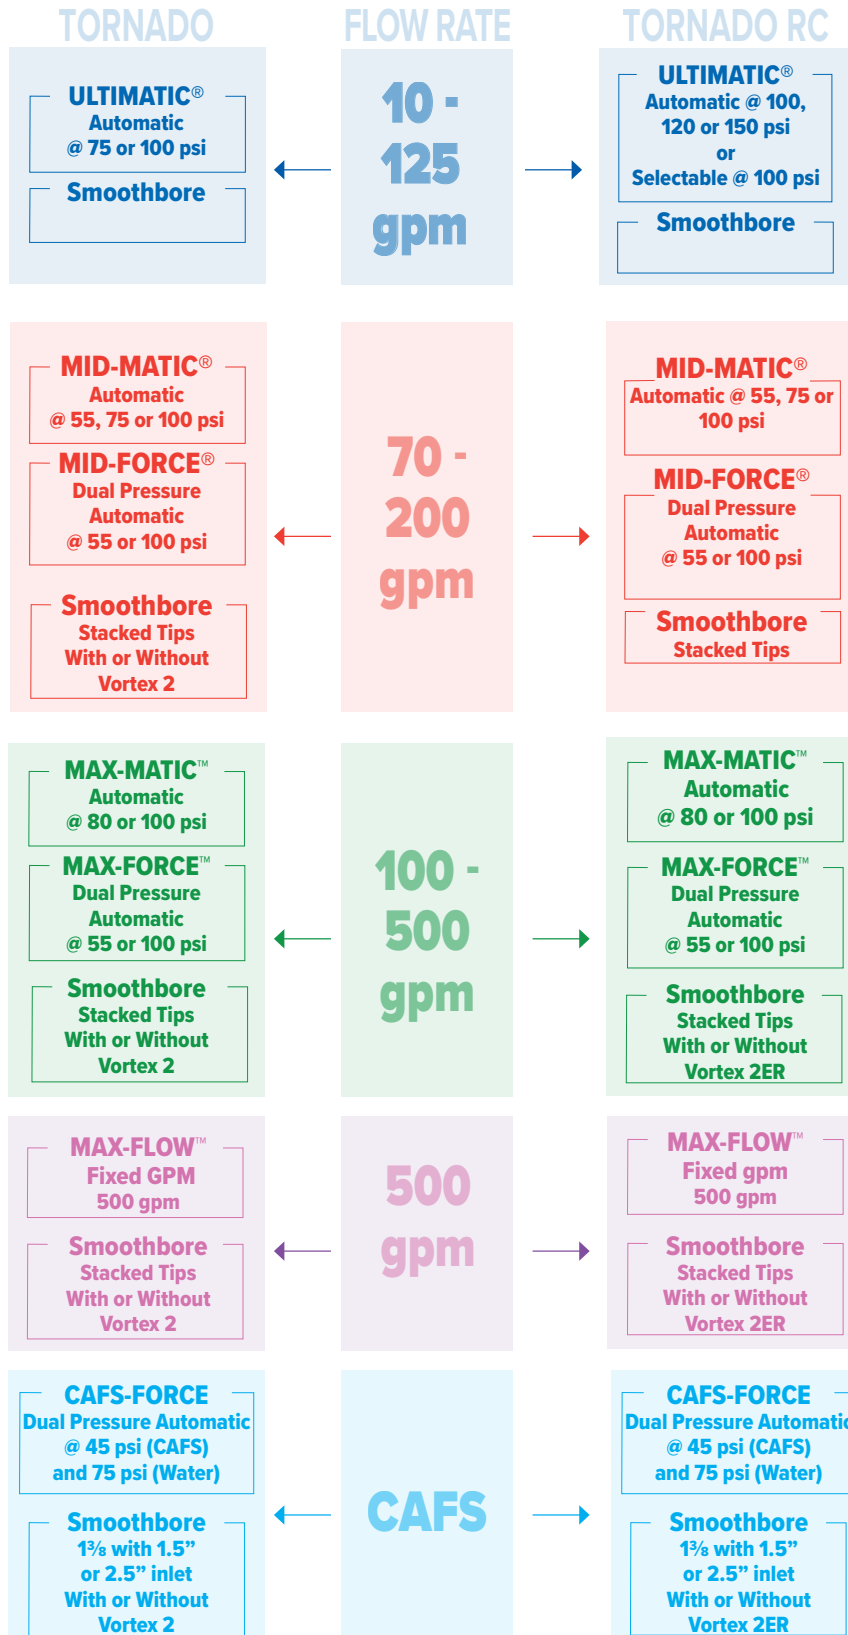 TORNADO
FLOW RATE
TORNADO RC
ULTIMATIC®
Automatic
@ 75 or 100 psi
Smoothbore
10 -
125
gpm
ULTIMATIC®
Automatic @ 100,
120 or 150 psi
or
Selectable @ 100 psi
Smoothbore
MID-MATIC®
Automatic
@ 55, 75 or 100 psi
MID-FORCE®
Dual Pressure
Automatic
@ 55 or 100 psi
Smoothbore
Stacked Tips
With or Without
Vortex 2
70 -
200
gpm
MID-MATIC®
Automatic @ 55, 75 or
100 psi
MID-FORCE®
Dual Pressure
Automatic
@ 55 or 100 psi
Smoothbore
Stacked Tips
MAX-MATIC™
Automatic
@ 80 or 100 psi
MAX-FORCE™
Dual Pressure
Automatic
@ 55 or 100 psi
Smoothbore
Stacked Tips
With or Without
Vortex 2
100 -
500
gpm
MAX-MATIC™
Automatic
@ 80 or 100 psi
MAX-FORCE™
Dual Pressure
Automatic
@ 55 or 100 psi
Smoothbore
Stacked Tips
With or Without
Vortex 2ER
MAX-FLOW™
Fixed GPM
500 gpm
Smoothbore
Stacked Tips
With or Without
Vortex 2
500
gpm
MAX-FLOW™
Fixed gpm
500 gpm
Smoothbore
Stacked Tips
With or Without
Vortex 2ER
CAFS-FORCE
Dual Pressure Automatic
@ 45 psi (CAFS)
and 75 psi (Water)
Smoothbore
1⅜ with 1.5”
or 2.5” inlet
With or Without
Vortex 2
CAFS
CAFS-FORCE
Dual Pressure Automatic
@ 45 psi (CAFS)
and 75 psi (Water)
Smoothbore
1⅜ with 1.5”
or 2.5” inlet
With or Without
Vortex 2ER